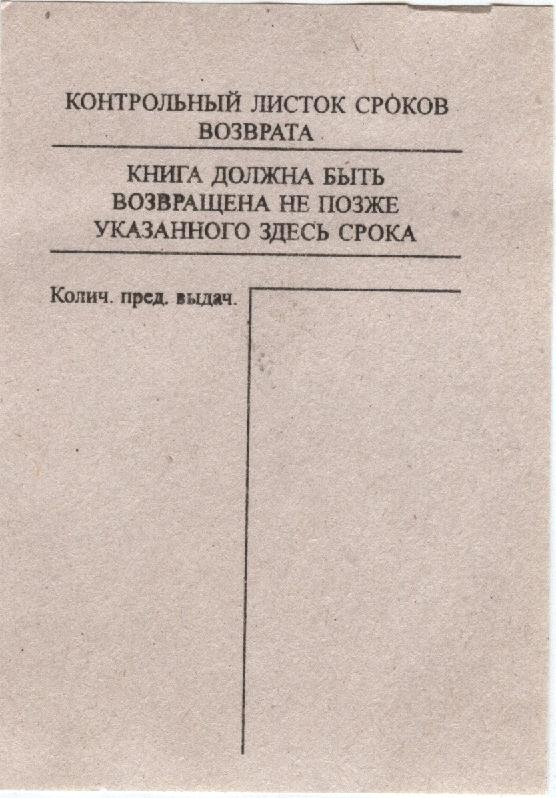 КОНТРОЛЬНЫЙ ЛИСТОК СРОКОВ
ВОЗВРАТА
КНИГА ДОЛЖНА БЫТЬ
ВОЗВРАЩЕНА НЕ ПОЗЖЕ
УКАЗАННОГО ЗДЕСЬ СРОКА
Колич. пред. выдач.